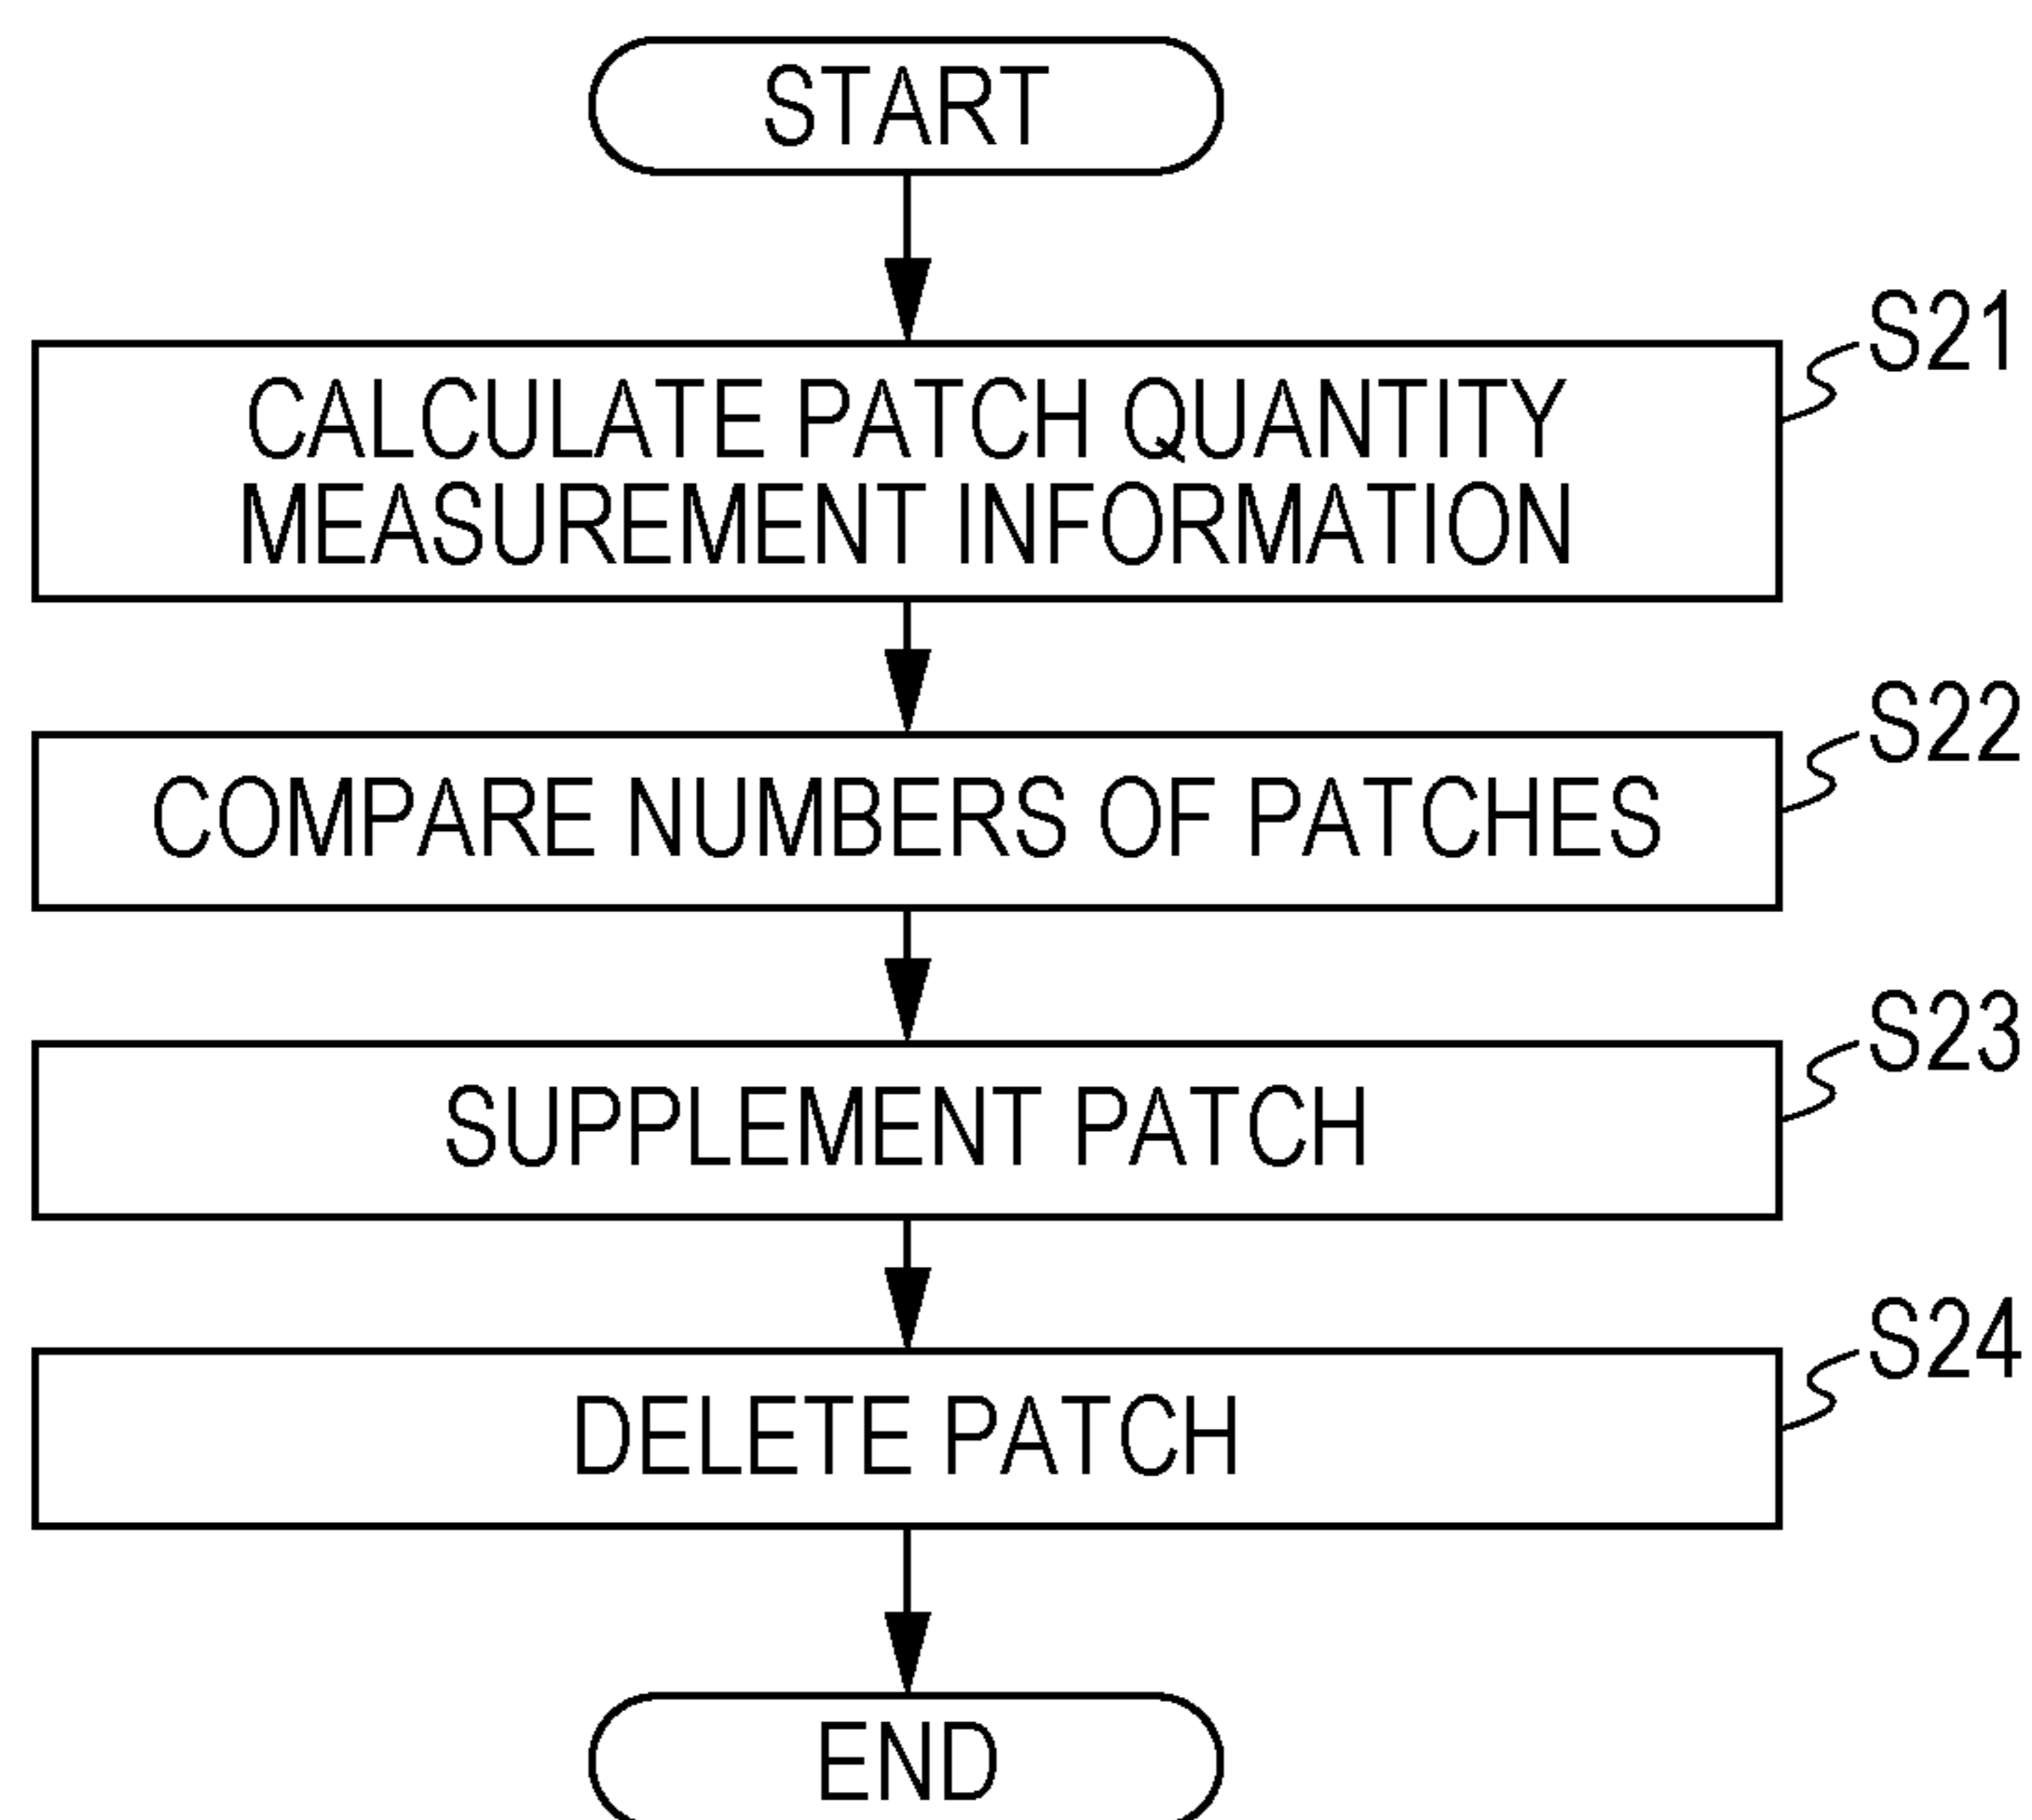 START
S21
CALCULATE PATCH QUANTITY
MEASUREMENT INFORMATION
S22
COMPARE NUMBERS OF PATCHES
S23
SUPPLEMENT PATCH
S24
DELETE PATCH
END